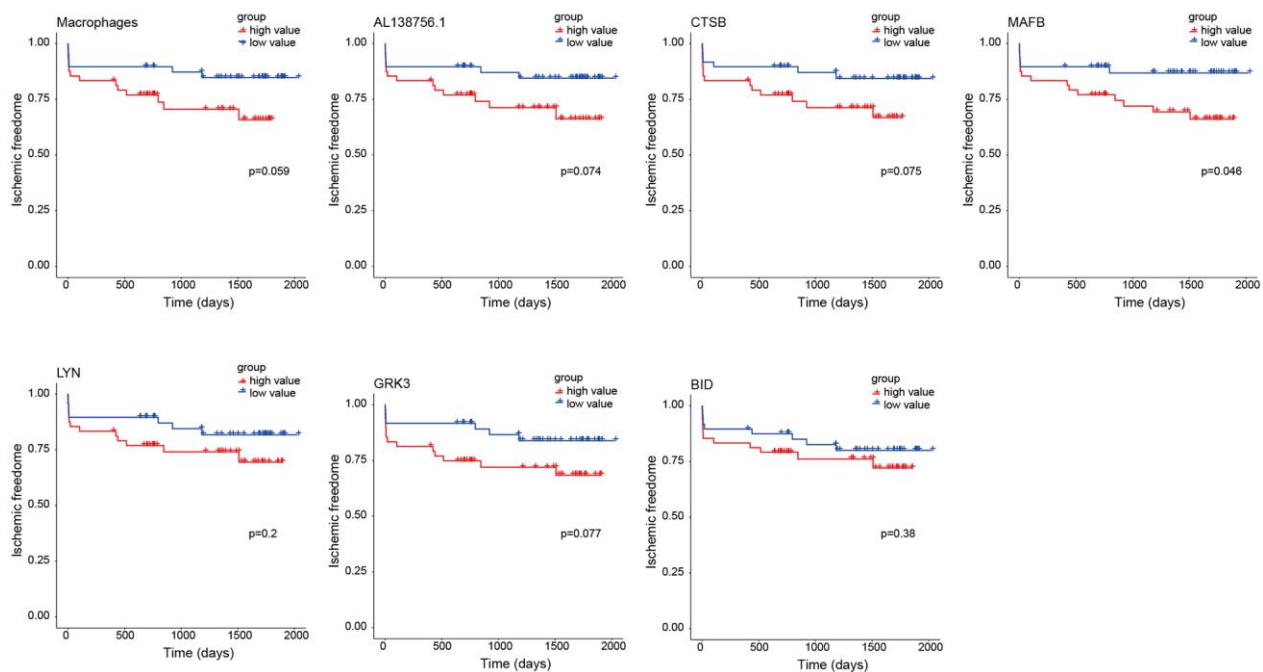 Macrophages
group
high value
low value
Ischemic freedome
1.00
0.75
0.50
0.25
0.00
p=0.059
0 500 1000 1500 2000
Time (days)
AL138756.1
group
high value
low value
Ischemic freedome
1.00
0.75
0.50
0.25
0.00
p=0.074
0 500 1000 1500 2000
Time (days)
CTSB
group
high value
low value
Ischemic freedome
1.00
0.75
0.50
0.25
0.00
p=0.075
0 500 1000 1500 2000
Time (days)
MAFB
group
high value
low value
Ischemic freedome
1.00
0.75
0.50
0.25
0.00
p=0.046
0 500 1000 1500 2000
Time (days)
LYN
group
high value
low value
Ischemic freedome
1.00
0.75
0.50
0.25
0.00
p=0.2
0 500 1000 1500 2000
Time (days)
GRK3
group
high value
low value
Ischemic freedome
1.00
0.75
0.50
0.25
0.00
p=0.077
0 500 1000 1500 2000
Time (days)
BID
group
high value
low value
Ischemic freedome
1.00
0.75
0.50
0.25
0.00
p=0.38
0 500 1000 1500 2000
Time (days)